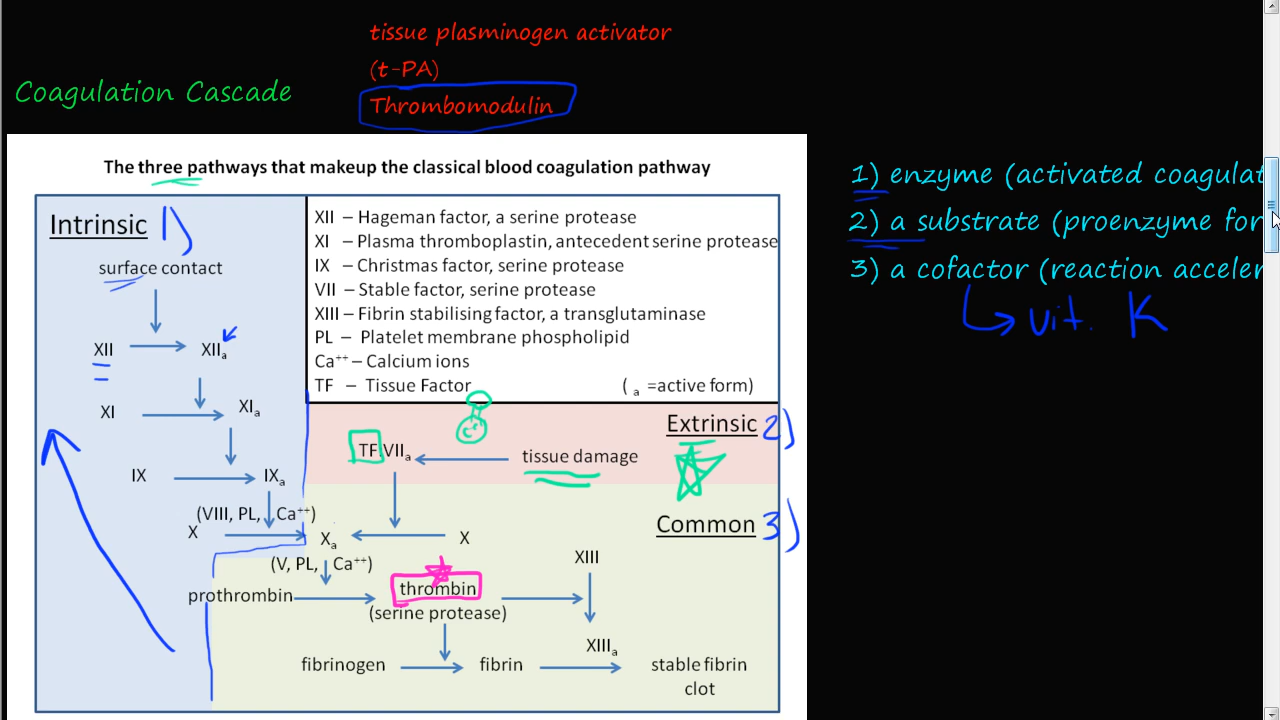 tissue plasminogen activator
(t-PA)
Coagulation Cascade
Thrombomodulin
The three pathways that makeup the classical blood coagulation pathway
1) enzyme (activated coagulat
2) a substrate (proenzyme for
3) a cofactor (reaction acceler
vit. K
Intrinsic 1)
surface contact
XII XIIa
XI XIa
IX IXa
(VIII, PL, Ca++)
X Xa
XII – Hageman factor, a serine protease
XI – Plasma thromboplastin, antecedent serine protease
IX – Christmas factor, serine protease
VII – Stable factor, serine protease
XIII – Fibrin stabilising factor, a transglutaminase
PL – Platelet membrane phospholipid
Ca++ – Calcium ions
TF – Tissue Factor ( a =active form)
Extrinsic 2)
TF:VIIa tissue damage
Common 3)
X
(V, PL, Ca++)
XIII
prothrombin thrombin
(serine protease)
XIIIa
fibrinogen fibrin stable fibrin
clot